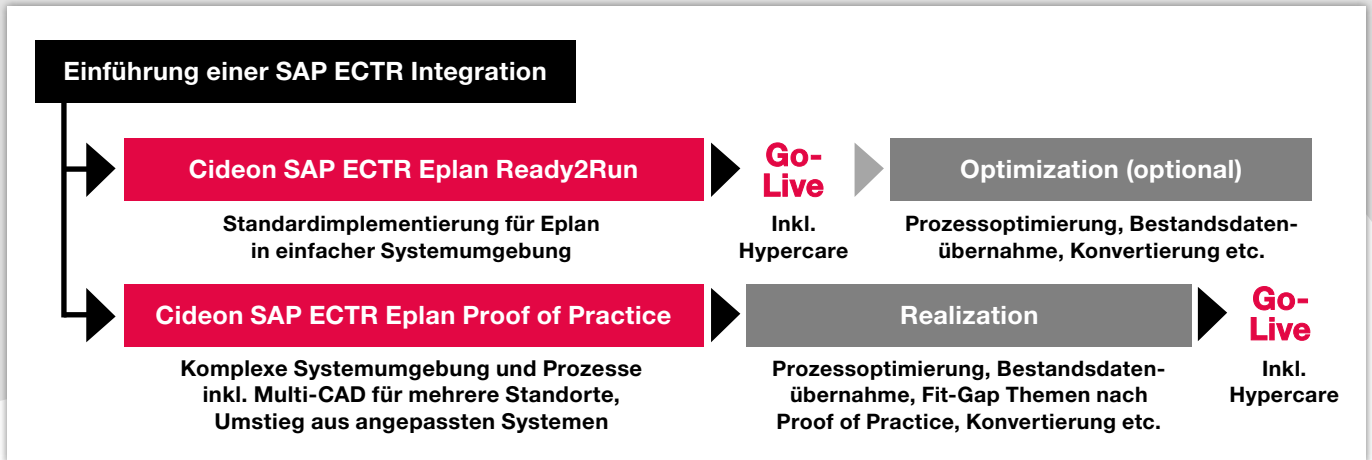 Einführung einer SAP ECTR Integration
Cideon SAP ECTR Eplan Ready2Run
Go-
Live
Optimization (optional)
Standardimplementierung für Eplan
in einfacher Systemumgebung
Inkl.
Hypercare
Prozessoptimierung, Bestandsdaten-
übernahme, Konvertierung etc.
Cideon SAP ECTR Eplan Proof of Practice
Realization
Go-
Live
Komplexe Systemumgebung und Prozesse
inkl. Multi-CAD für mehrere Standorte,
Umstieg aus angepassten Systemen
Prozessoptimierung, Bestandsdaten-
übernahme, Fit-Gap Themen nach
Proof of Practice, Konvertierung etc.
Inkl.
Hypercare